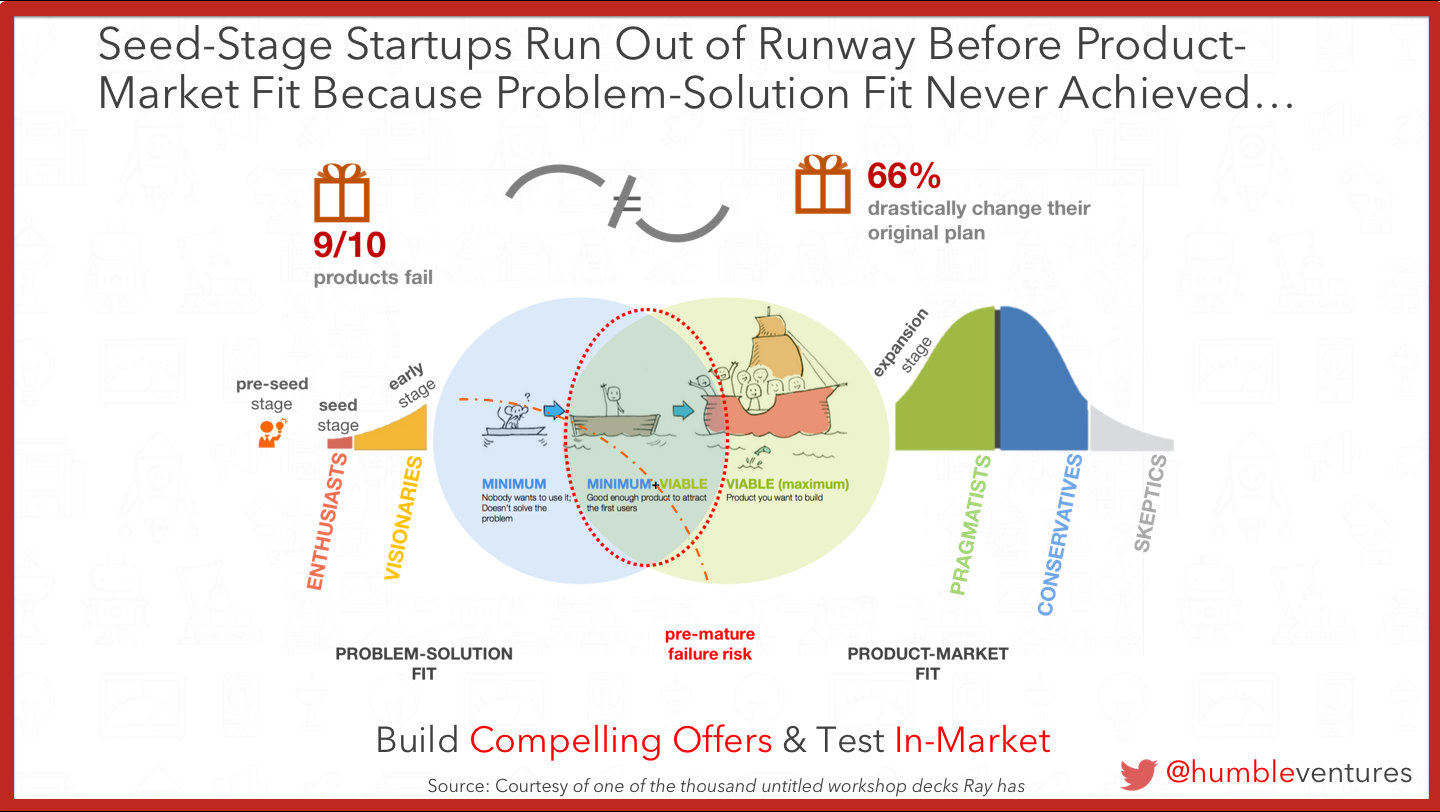 Seed-Stage Startups Run Out of Runway Before Product-
Market Fit Because Problem-Solution Fit Never Achieved…
9/10
products fail
≠
66%
drastically change their
original plan
pre-seed
stage
seed
stage
early
stage
expansion
stage
?
MINIMUM
Nobody wants to use it;
Doesn't solve the
problem
MINIMUM+VIABLE
Good enough product to attract
the first users
VIABLE (maximum)
Product you want to build
ENTHUSIASTS
VISIONARIES
PRAGMATISTS
CONSERVATIVES
SKEPTICS
PROBLEM-SOLUTION
FIT
pre-mature
failure risk
PRODUCT-MARKET
FIT
Build Compelling Offers & Test In-Market
Source: Courtesy of one of the thousand untitled workshop decks Ray has
@humbleventures